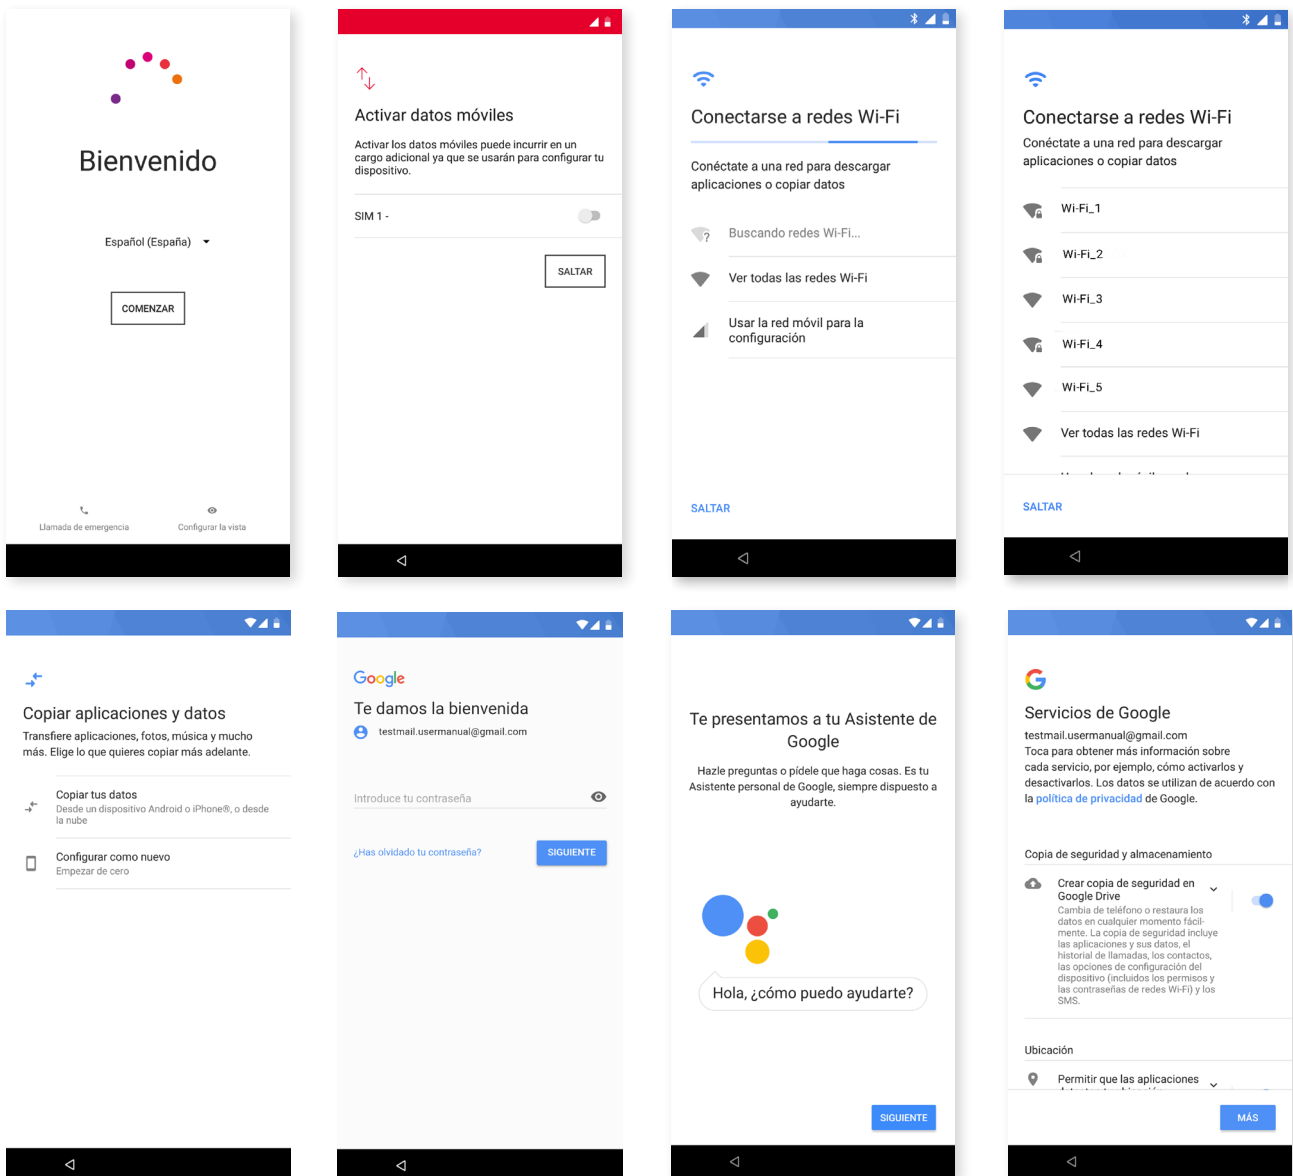 Bienvenido
Español (España)
COMENZAR
Llamada de emergencia
Configurar la vista
Activar datos móviles
Activar los datos móviles puede incurrir en un
cargo adicional ya que se usarán para configurar tu
dispositivo.
SIM 1 -
SALTAR
Conectarse a redes Wi-Fi
Conéctate a una red para descargar
aplicaciones o copiar datos
Buscando redes Wi-Fi...
Ver todas las redes Wi-Fi
Usar la red móvil para la
configuración
SALTAR
Conectarse a redes Wi-Fi
Conéctate a una red para descargar
aplicaciones o copiar datos
Wi-Fi_1
Wi-Fi_2
Wi-Fi_3
Wi-Fi_4
Wi-Fi_5
Ver todas las redes Wi-Fi
SALTAR
Copiar aplicaciones y datos
Transfiere aplicaciones, fotos, música y mucho
más. Elige lo que quieres copiar más adelante.
Copiar tus datos
Desde un dispositivo Android o iPhone®, o desde
la nube
Configurar como nuevo
Empezar de cero
Google
Te damos la bienvenida
testmail.usermanual@gmail.com
Introduce tu contraseña
¿Has olvidado tu contraseña?
SIGUIENTE
Te presentamos a tu Asistente de
Google
Hazle preguntas o pídele que haga cosas. Es tu
Asistente personal de Google, siempre dispuesto a
ayudarte.
Hola, ¿cómo puedo ayudarte?
SIGUIENTE
G
Servicios de Google
testmail.usermanual@gmail.com
Toca para obtener más información sobre
cada servicio, por ejemplo, cómo activarlos y
desactivarlos. Los datos se utilizan de acuerdo con
la política de privacidad de Google.
Copia de seguridad y almacenamiento
Crear copia de seguridad en
Google Drive
Cambia de teléfono o restaura los
datos en cualquier momento fácil-
mente. La copia de seguridad incluye
las aplicaciones y sus datos, el
historial de llamadas, los contactos,
las opciones de configuración del
dispositivo (incluidos los permisos y
las contraseñas de redes Wi-Fi) y los
SMS.
Ubicación
Permitir que las aplicaciones
MÁS